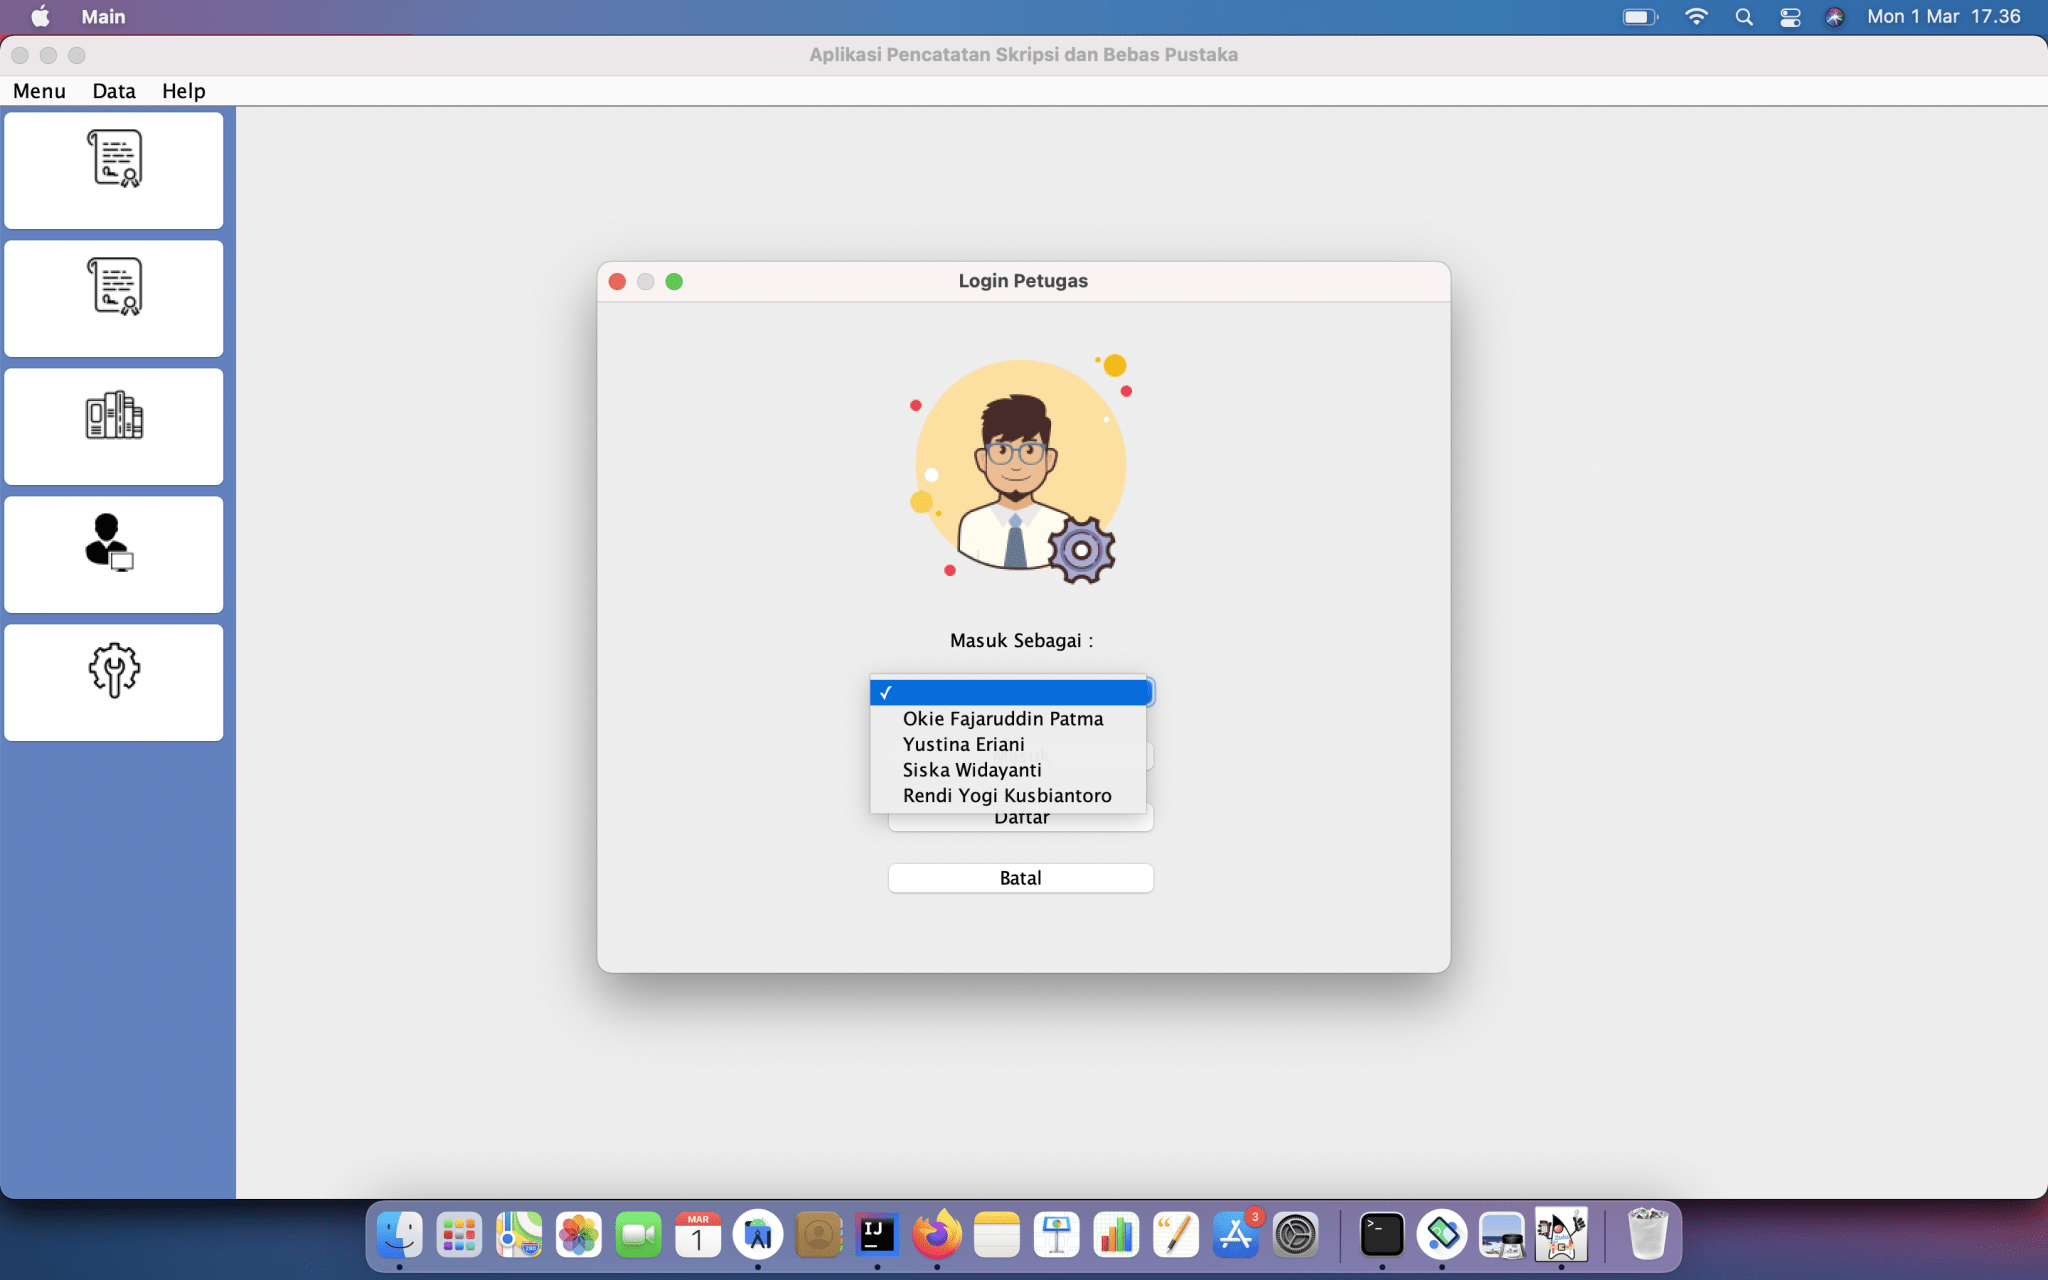 Main
Mon 1 Mar 17.36
Aplikasi Pencatatan Skripsi dan Bebas Pustaka
Menu Data Help
Login Petugas
Masuk Sebagai :
✓
Okie Fajaruddin Patma
Yustina Eriani
Siska Widayanti
Rendi Yogi Kusbiantoro
Daftar
Batal
MAR
1
280
IJ
3
>_